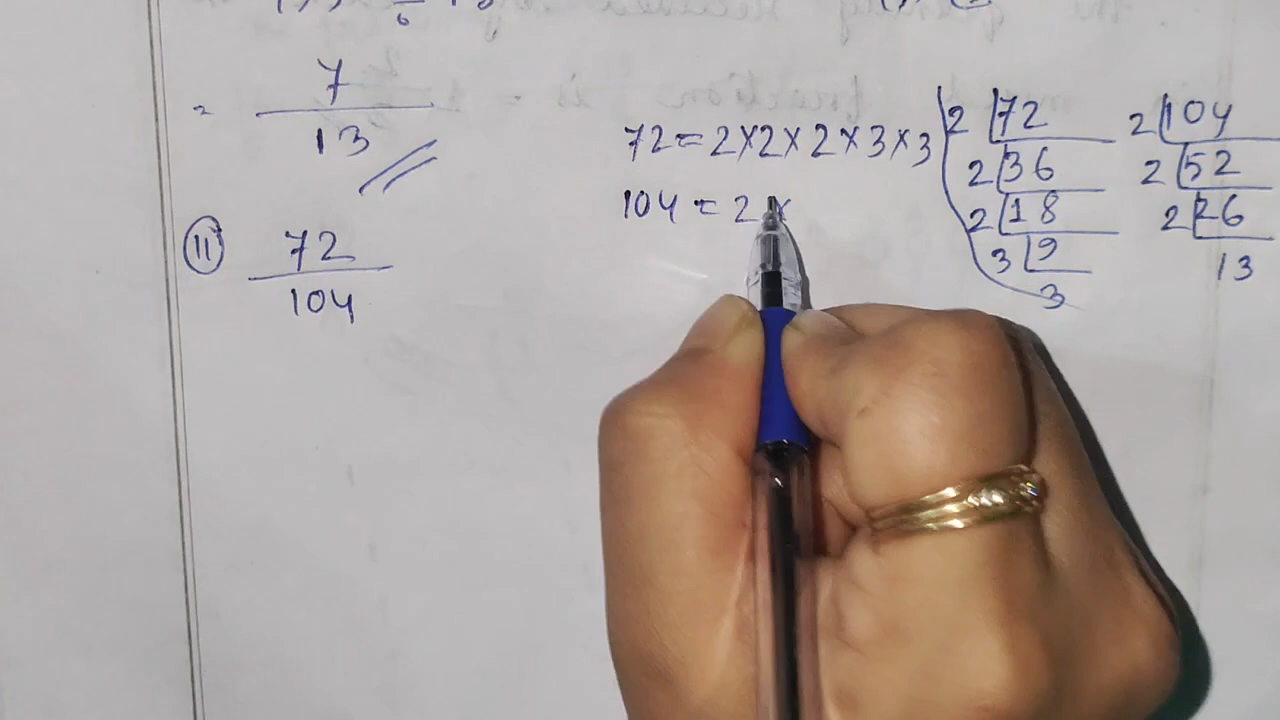 7
=
13
72 = 2×2×2×3×3
104 = 2×
(11) 72
104
2 | 72
2 | 36
2 | 18
3 | 9
3
2 | 104
2 | 52
2 | 26
13